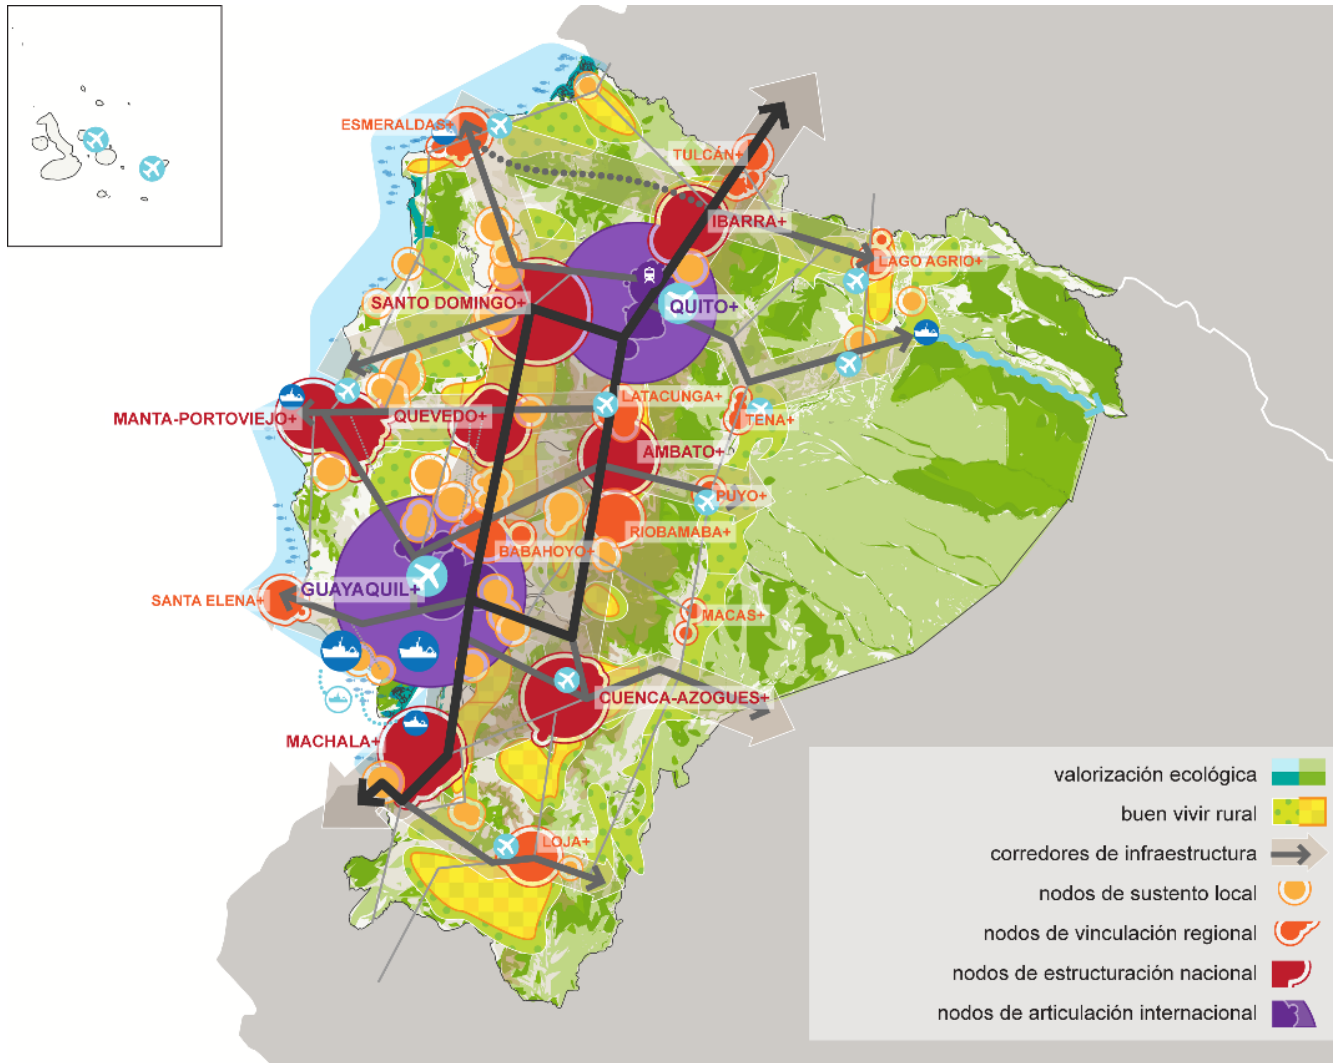 ESMERALDAS+
TULCÁN+
IBARRA+
LAGO AGRIO+
SANTO DOMINGO+
QUITO+
LATACUNGA+
MANTA-PORTOVIEJO+
QUEVEDO+
TENA+
AMBATO+
PUYO+
RIOBAMABA+
BABAHOYO+
GUAYAQUIL+
SANTA ELENA+
MACAS+
CUENCA-AZOGUES+
MACHALA+
LOJA+
valorización ecológica
buen vivir rural
corredores de infraestructura
nodos de sustento local
nodos de vinculación regional
nodos de estructuración nacional
nodos de articulación internacional